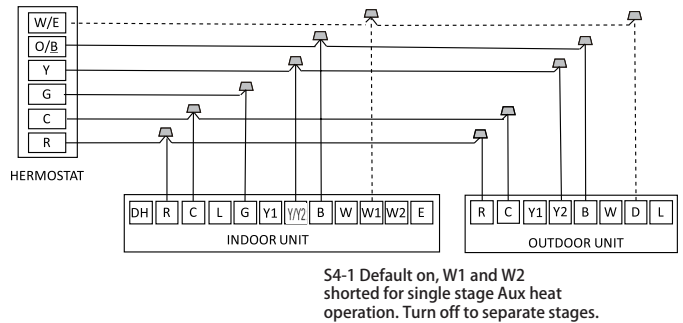 W/E
O/B
Y
G
C
R
HERMOSTAT
DH R C L G Y1 Y/Y2 B W W1 W2 E
INDOOR UNIT
R C Y1 Y2 B W D L
OUTDOOR UNIT
S4-1 Default on, W1 and W2
shorted for single stage Aux heat
operation. Turn off to separate stages.